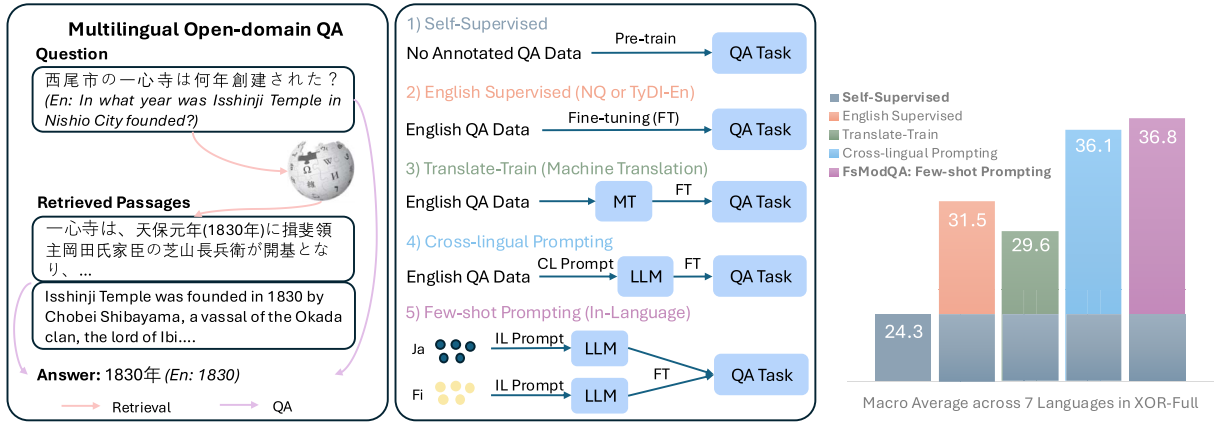 Multilingual Open-domain QA
Question
西尾市の一心寺は何年創建された？
(En: In what year was Isshinji Temple in
Nishio City founded?)
Retrieved Passages
一心寺は、天保元年(1830年)に揖斐領
主岡田氏家臣の芝山長兵衛が開基とな
り、...
Isshinji Temple was founded in 1830 by
Chobei Shibayama, a vassal of the Okada
clan, the lord of Ibi....
Answer: 1830年 (En: 1830)
Retrieval
QA
1) Self-Supervised
No Annotated QA Data
Pre-train
QA Task
2) English Supervised (NQ or TyDI-En)
English QA Data
Fine-tuning (FT)
QA Task
3) Translate-Train (Machine Translation)
English QA Data
MT
FT
QA Task
4) Cross-lingual Prompting
English QA Data
CL Prompt
LLM
FT
QA Task
5) Few-shot Prompting (In-Language)
Ja
IL Prompt
LLM
Fi
IL Prompt
LLM
FT
QA Task
Self-Supervised
English Supervised
Translate-Train
Cross-lingual Prompting
FsModQA: Few-shot Prompting
24.3
31.5
29.6
36.1
36.8
Macro Average across 7 Languages in XOR-Full